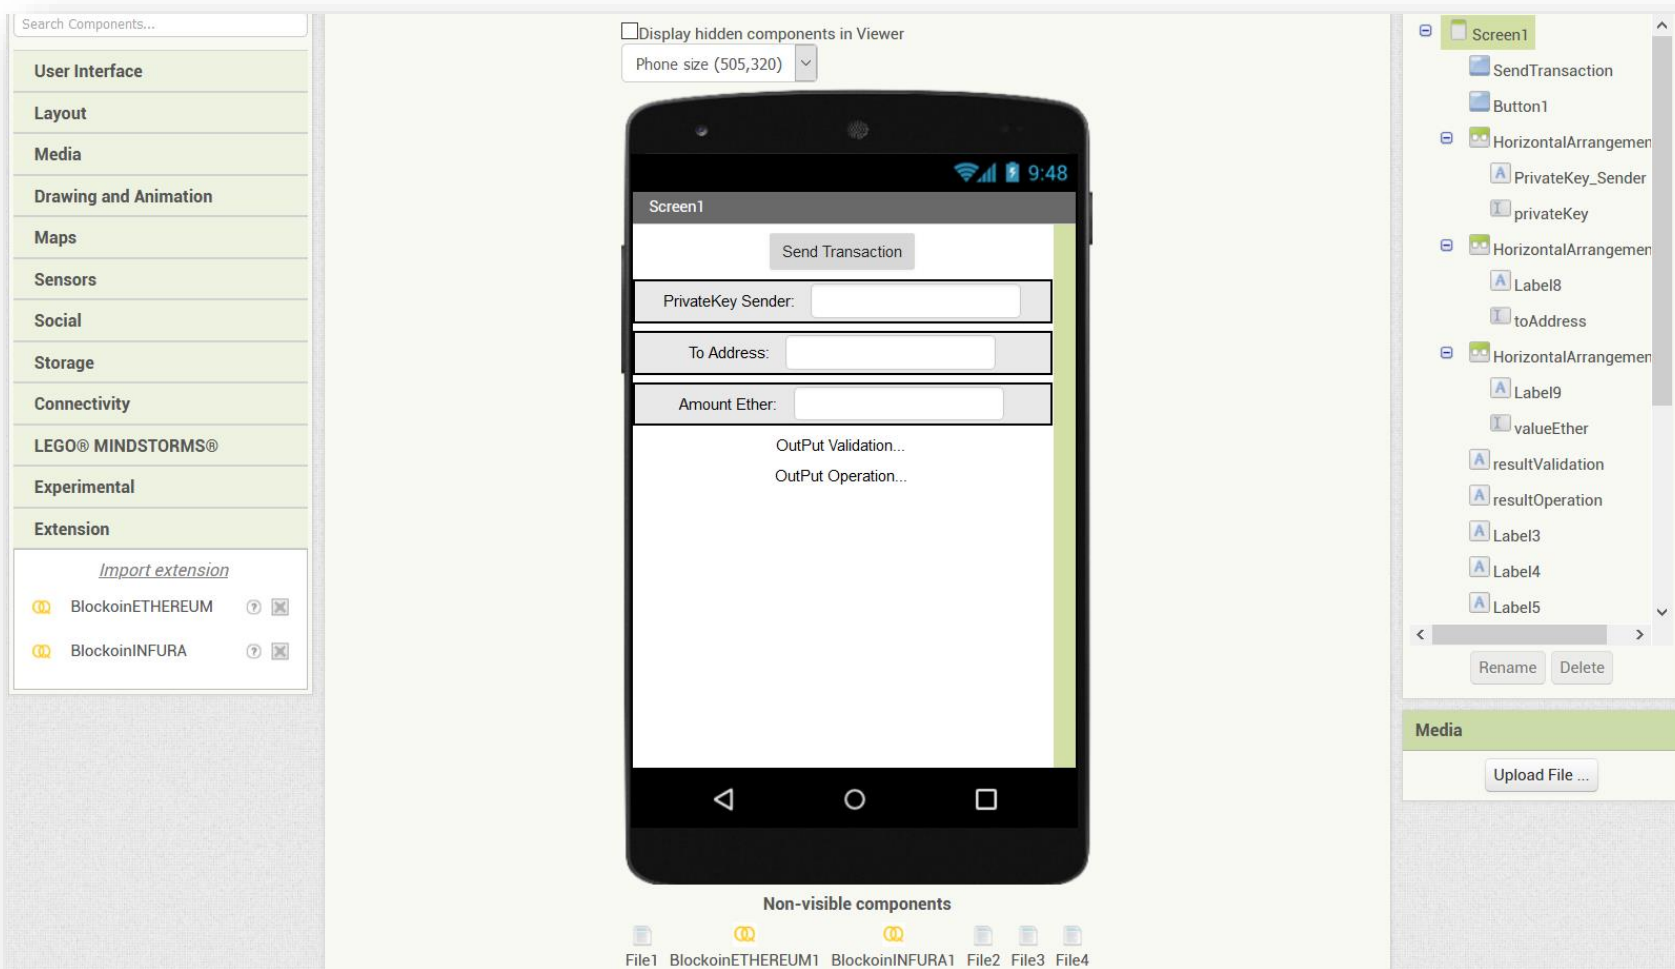 Search Components...
User Interface
Layout
Media
Drawing and Animation
Maps
Sensors
Social
Storage
Connectivity
LEGO® MINDSTORMS®
Experimental
Extension
Import extension
BlockoinETHEREUM ?
BlockoinINFURA ?
Display hidden components in Viewer
Phone size (505,320)
9:48
Screen1
Send Transaction
PrivateKey Sender:
To Address:
Amount Ether:
OutPut Validation...
OutPut Operation...
Non-visible components
File1 BlockoinETHEREUM1 BlockoinINFURA1 File2 File3 File4
Screen1
SendTransaction
Button1
HorizontalArrangemen
PrivateKey_Sender
privateKey
HorizontalArrangemen
Label8
toAddress
HorizontalArrangemen
Label9
valueEther
resultValidation
resultOperation
Label3
Label4
Label5
Rename Delete
Media
Upload File ...